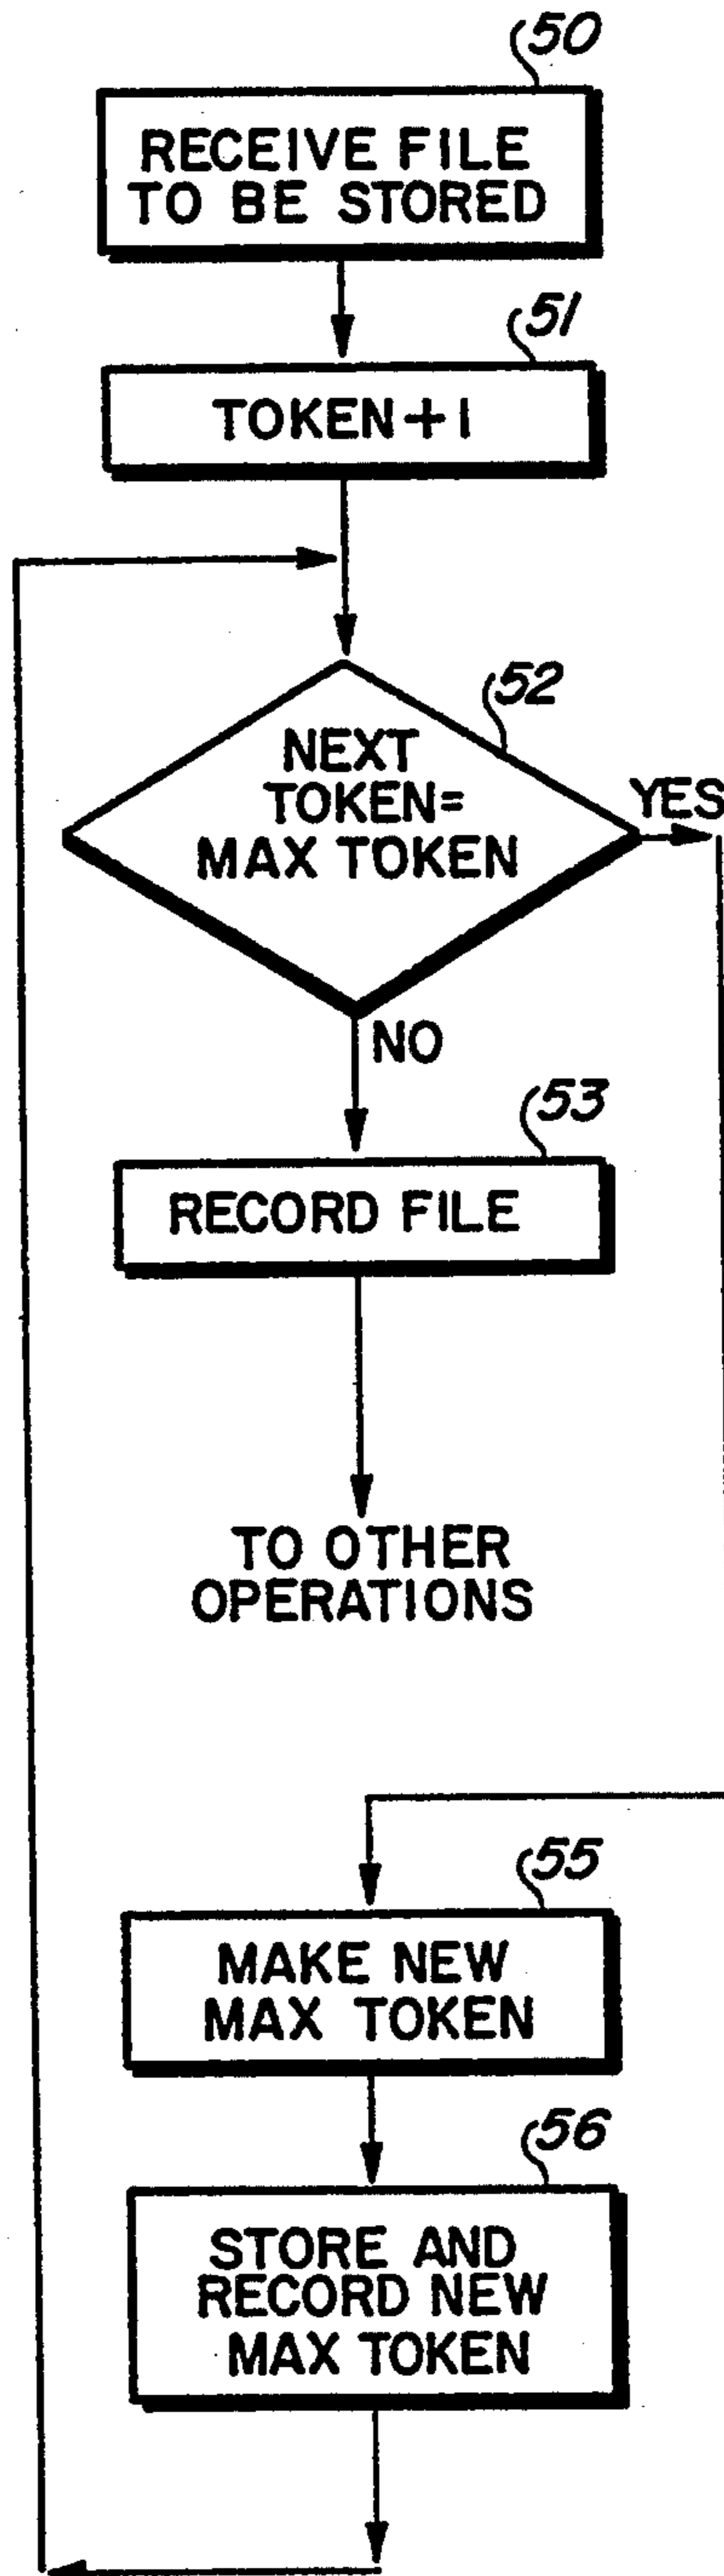 50
RECEIVE FILE
TO BE STORED
51
TOKEN+1
52
NEXT
TOKEN=
MAX TOKEN
YES
NO
53
RECORD FILE
TO OTHER
OPERATIONS
55
MAKE NEW
MAX TOKEN
56
STORE AND
RECORD NEW
MAX TOKEN